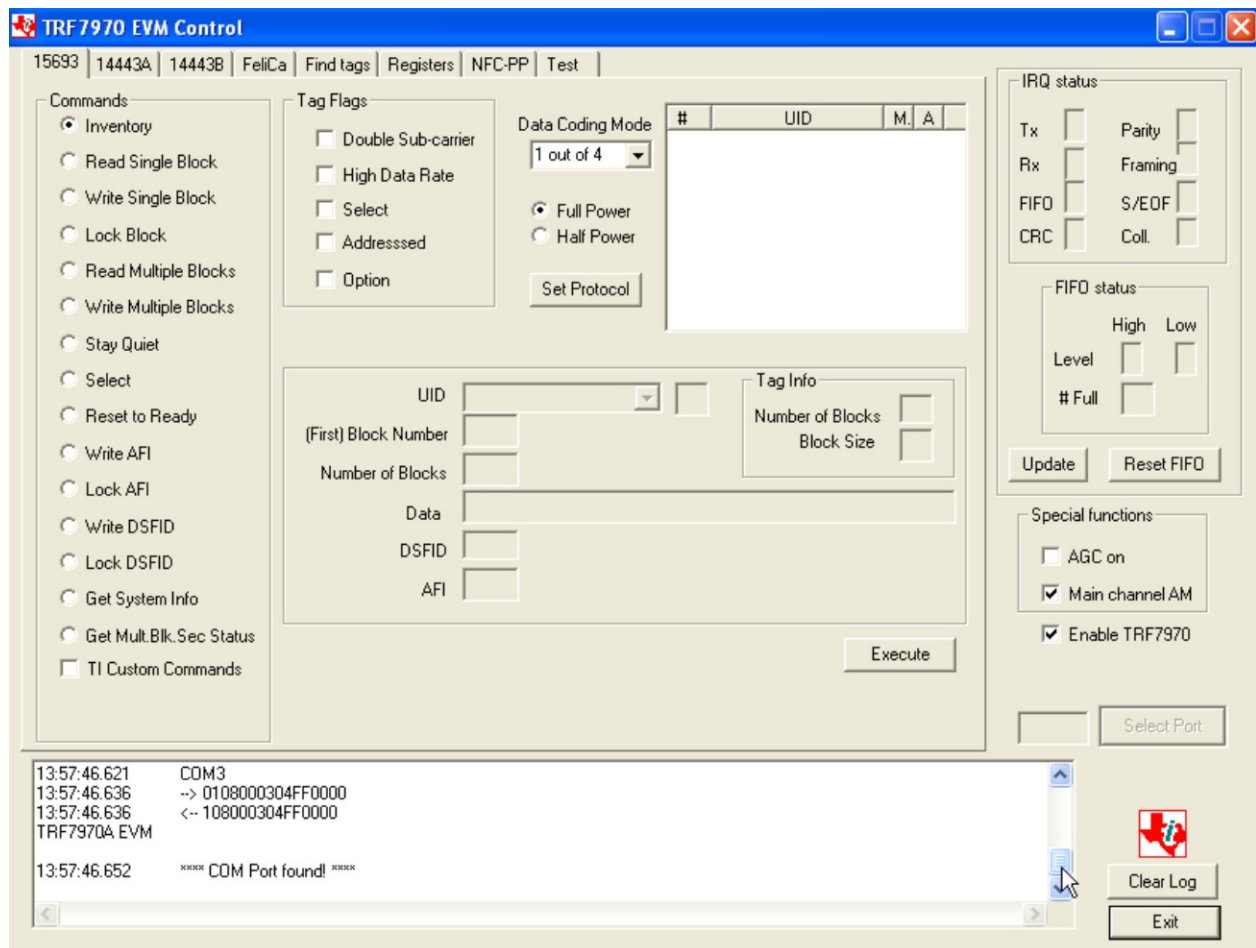 TRF7970 EVM Control
15693 14443A 14443B FeliCa Find tags Registers NFC-PP Test
Commands
Inventory
Read Single Block
Write Single Block
Lock Block
Read Multiple Blocks
Write Multiple Blocks
Stay Quiet
Select
Reset to Ready
Write AFI
Lock AFI
Write DSFID
Lock DSFID
Get System Info
Get Mult.Blk.Sec Status
TI Custom Commands
Tag Flags
Double Sub-carrier
High Data Rate
Select
Addresssed
Option
Data Coding Mode
1 out of 4
Full Power
Half Power
Set Protocol
# UID M. A
UID
(First) Block Number
Number of Blocks
Data
DSFID
AFI
Tag Info
Number of Blocks
Block Size
Execute
IRQ status
Tx Parity
Rx Framing
FIFO S/EOF
CRC Coll.
FIFO status
High Low
Level
# Full
Update Reset FIFO
Special functions
AGC on
Main channel AM
Enable TRF7970
Select Port
13:57:46.621 COM3
13:57:46.636 --> 0108000304FF0000
13:57:46.636 <-- 108000304FF0000
TRF7970A EVM
13:57:46.652 **** COM Port found! ****
Clear Log
Exit